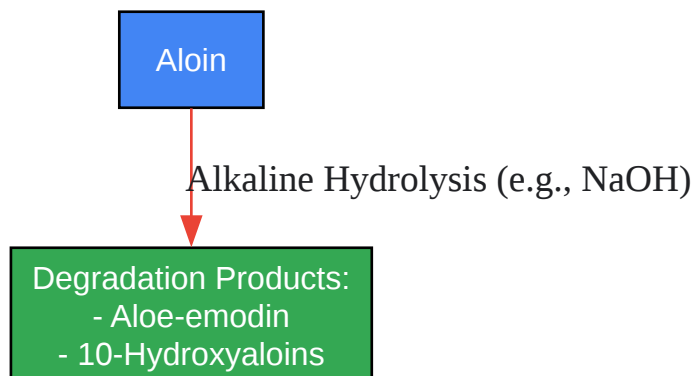 Aloin
Alkaline Hydrolysis (e.g., NaOH)
Degradation Products:
- Aloe-emodin
- 10-Hydroxyaloins